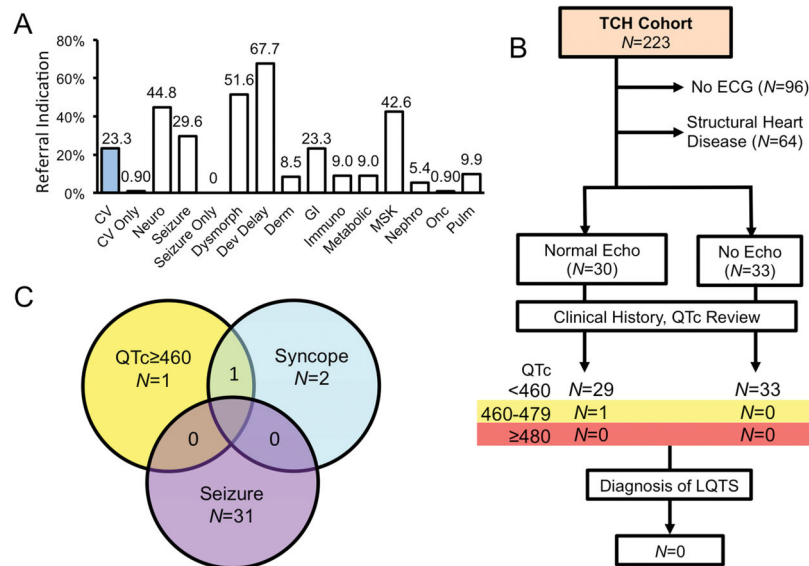 A
Referral Indication
80%
60%
40%
20%
0%
23.3
0.90
44.8
29.6
0
51.6
67.7
8.5
23.3
9.0
9.0
42.6
5.4
0.90
9.9
CV
CV Only
Neuro
Seizure
Seizure Only
Dysmorph
Dev Delay
Derm
GI
Immuno
Metabolic
MSK
Nephro
Onc
Pulm
B
TCH Cohort
N=223
No ECG (N=96)
Structural Heart
Disease (N=64)
Normal Echo
(N=30)
No Echo
(N=33)
Clinical History, QTc Review
QTc
<460 N=29 N=33
460-479 N=1 N=0
≥480 N=0 N=0
Diagnosis of LQTS
N=0
C
QTc≥460
N=1
1
Syncope
N=2
0
0
Seizure
N=31